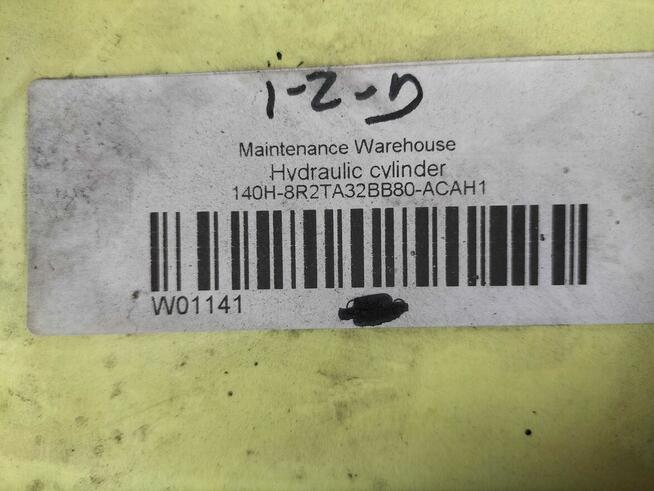 1-2-D
Maintenance Warehouse
Hydraulic cylinder
140H-8R2TA32BB80-ACAH1
W01141